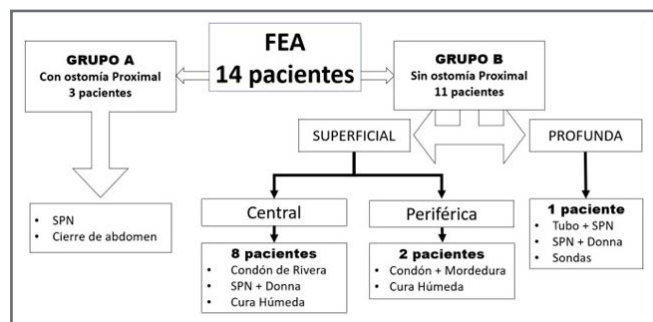 FEA
14 pacientes
GRUPO A
Con ostomía Proximal
3 pacientes
GRUPO B
Sin ostomía Proximal
11 pacientes
SUPERFICIAL
PROFUNDA
• SPN
• Cierre de abdomen
Central
Periférica
8 pacientes
• Condón de Rivera
• SPN + Donna
• Cura Húmeda
2 pacientes
• Condón + Mordedura
• Cura Húmeda
1 paciente
• Tubo + SPN
• SPN + Donna
• Sondas